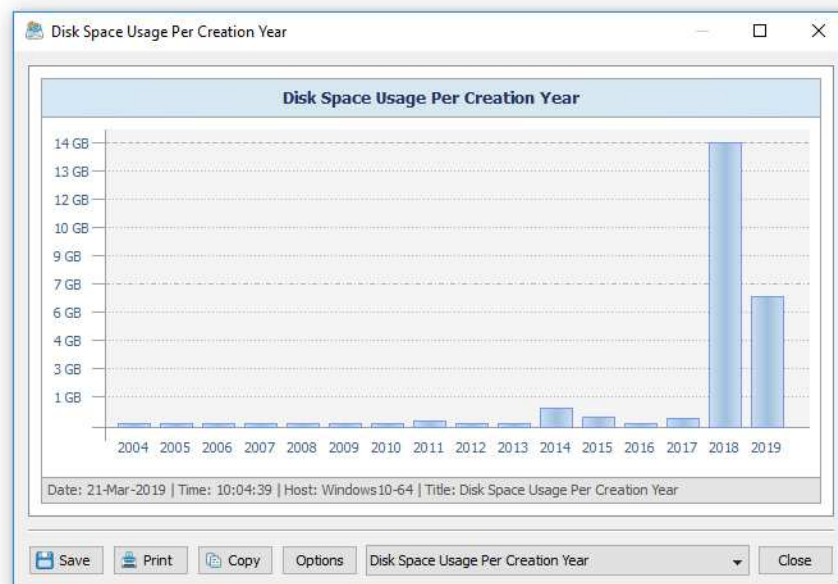 Disk Space Usage Per Creation Year
Disk Space Usage Per Creation Year
14 GB
13 GB
12 GB
10 GB
9 GB
7 GB
6 GB
4 GB
3 GB
1 GB
2004 2005 2006 2007 2008 2009 2010 2011 2012 2013 2014 2015 2016 2017 2018 2019
Date: 21-Mar-2019 | Time: 10:04:39 | Host: Windows10-64 | Title: Disk Space Usage Per Creation Year
Save Print Copy Options Disk Space Usage Per Creation Year Close